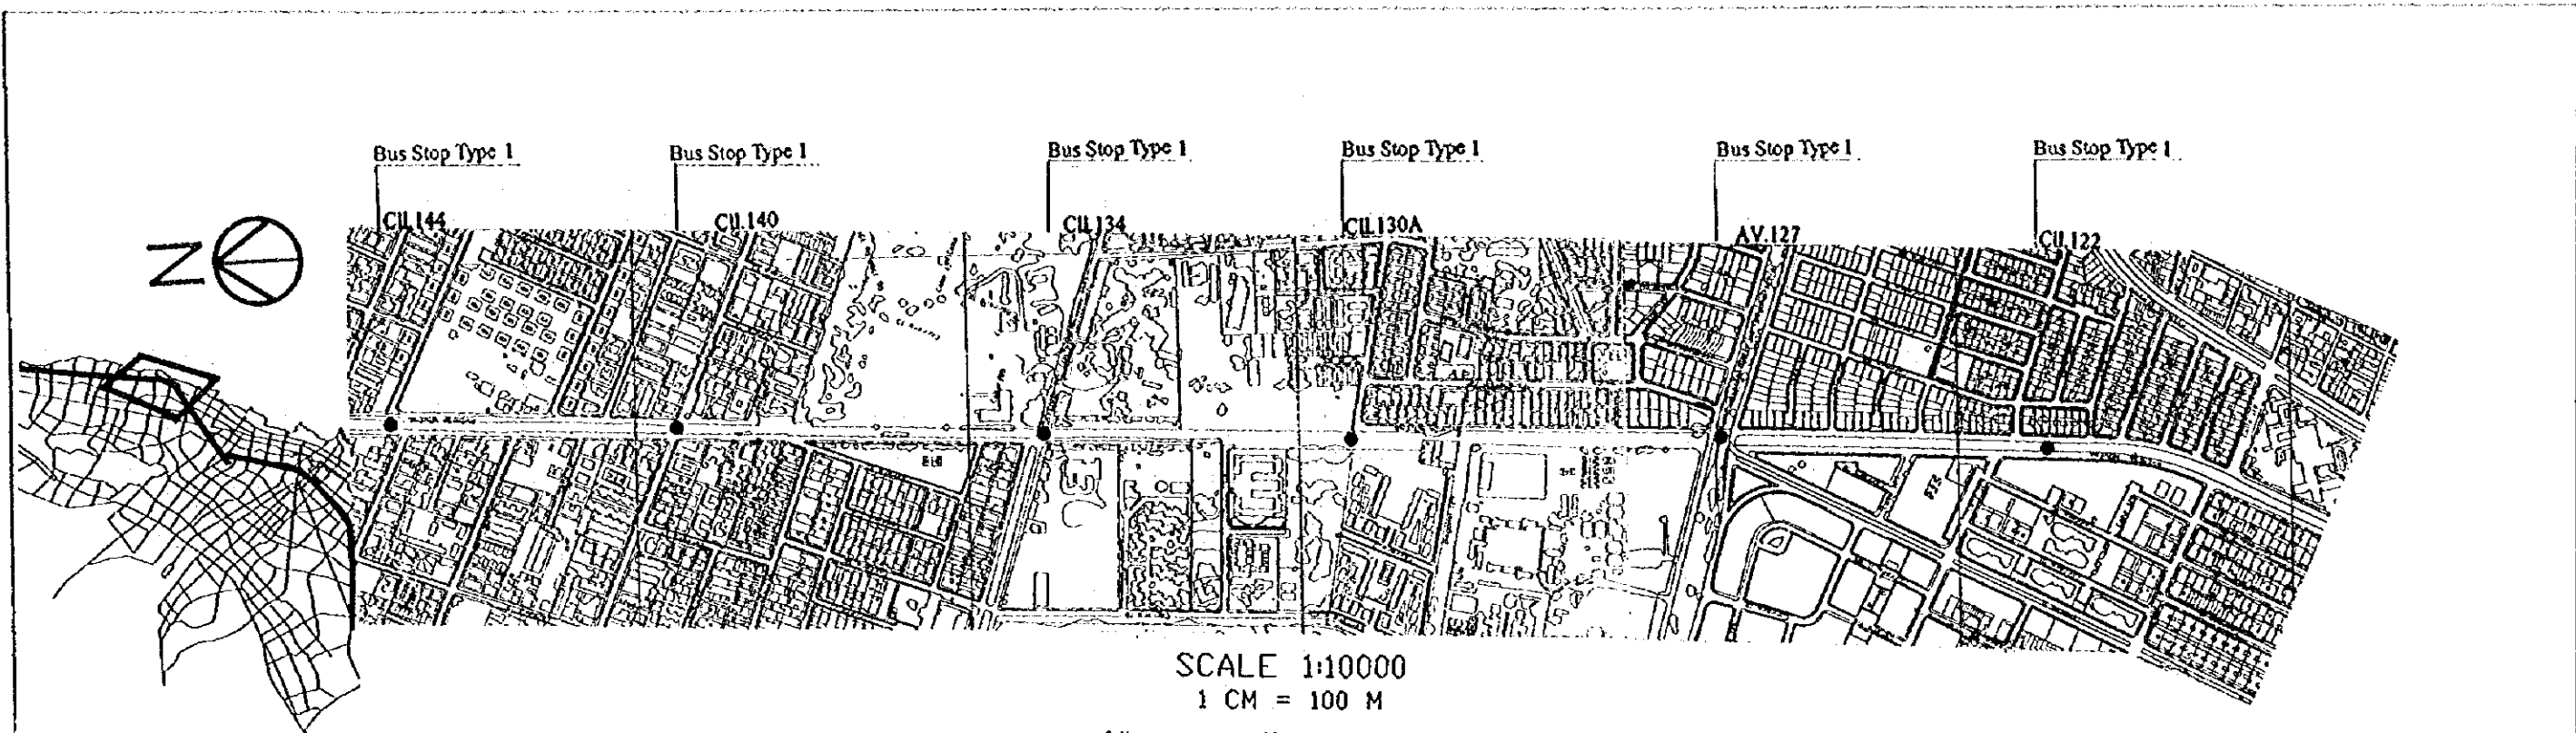 Bus Stop Type 1
Bus Stop Type 1
Bus Stop Type 1
Bus Stop Type 1
Bus Stop Type 1
Bus Stop Type 1
Cll.144
Cll.140
Cll.134
Cll.130A
AV.127
Cll.122
N
SCALE 1:10000
1 CM = 100 M